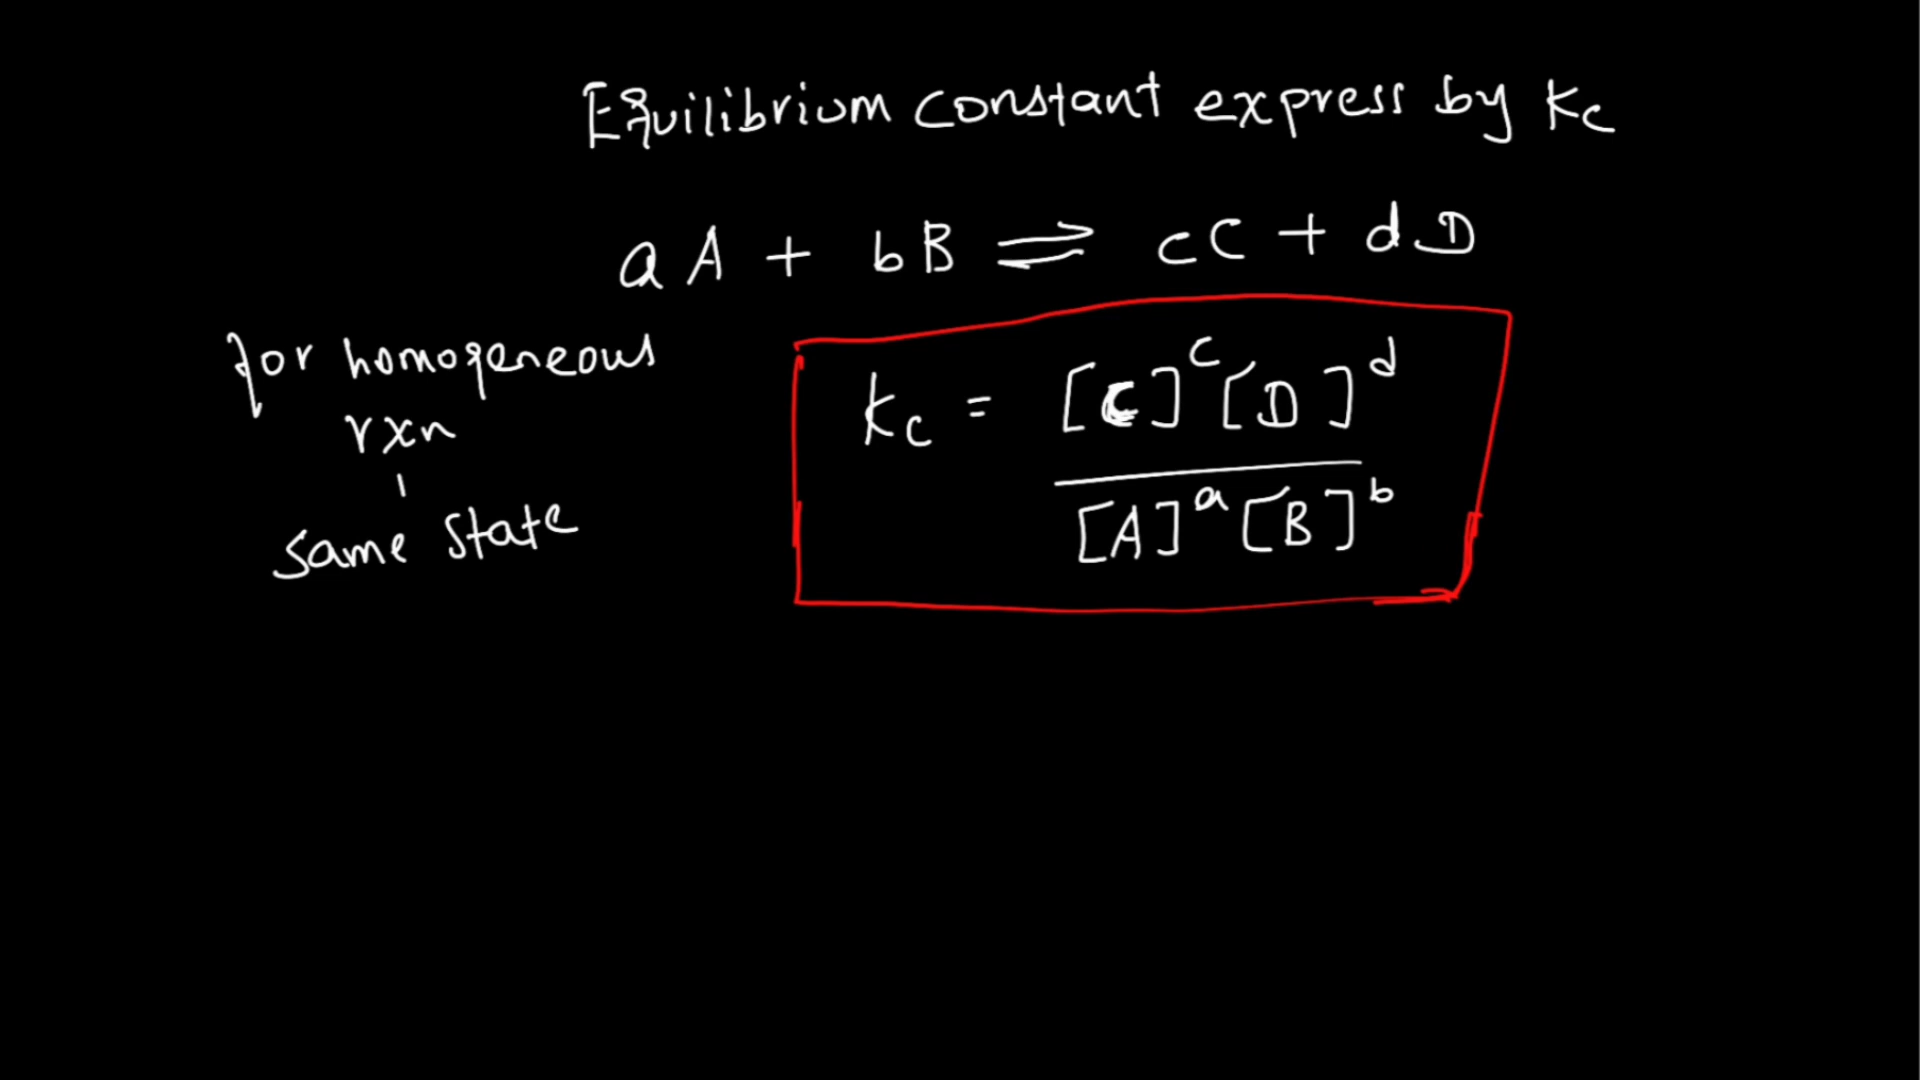 Equilibrium constant express by Kc
aA + bB ⇌ cC + dD
for homogeneous
rxn
same state
Kc = [C]^c [D]^d
[A]^a [B]^b